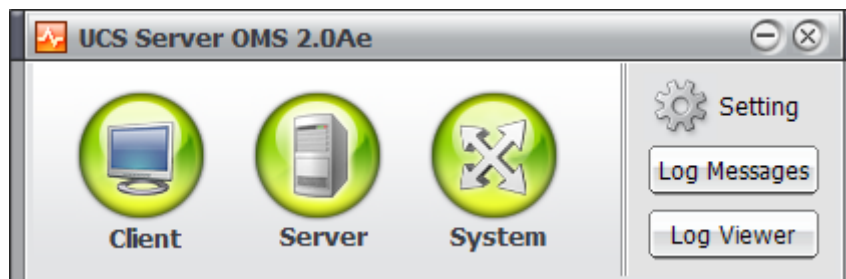 UCS Server OMS 2.0Ae
Client
Server
System
Setting
Log Messages
Log Viewer